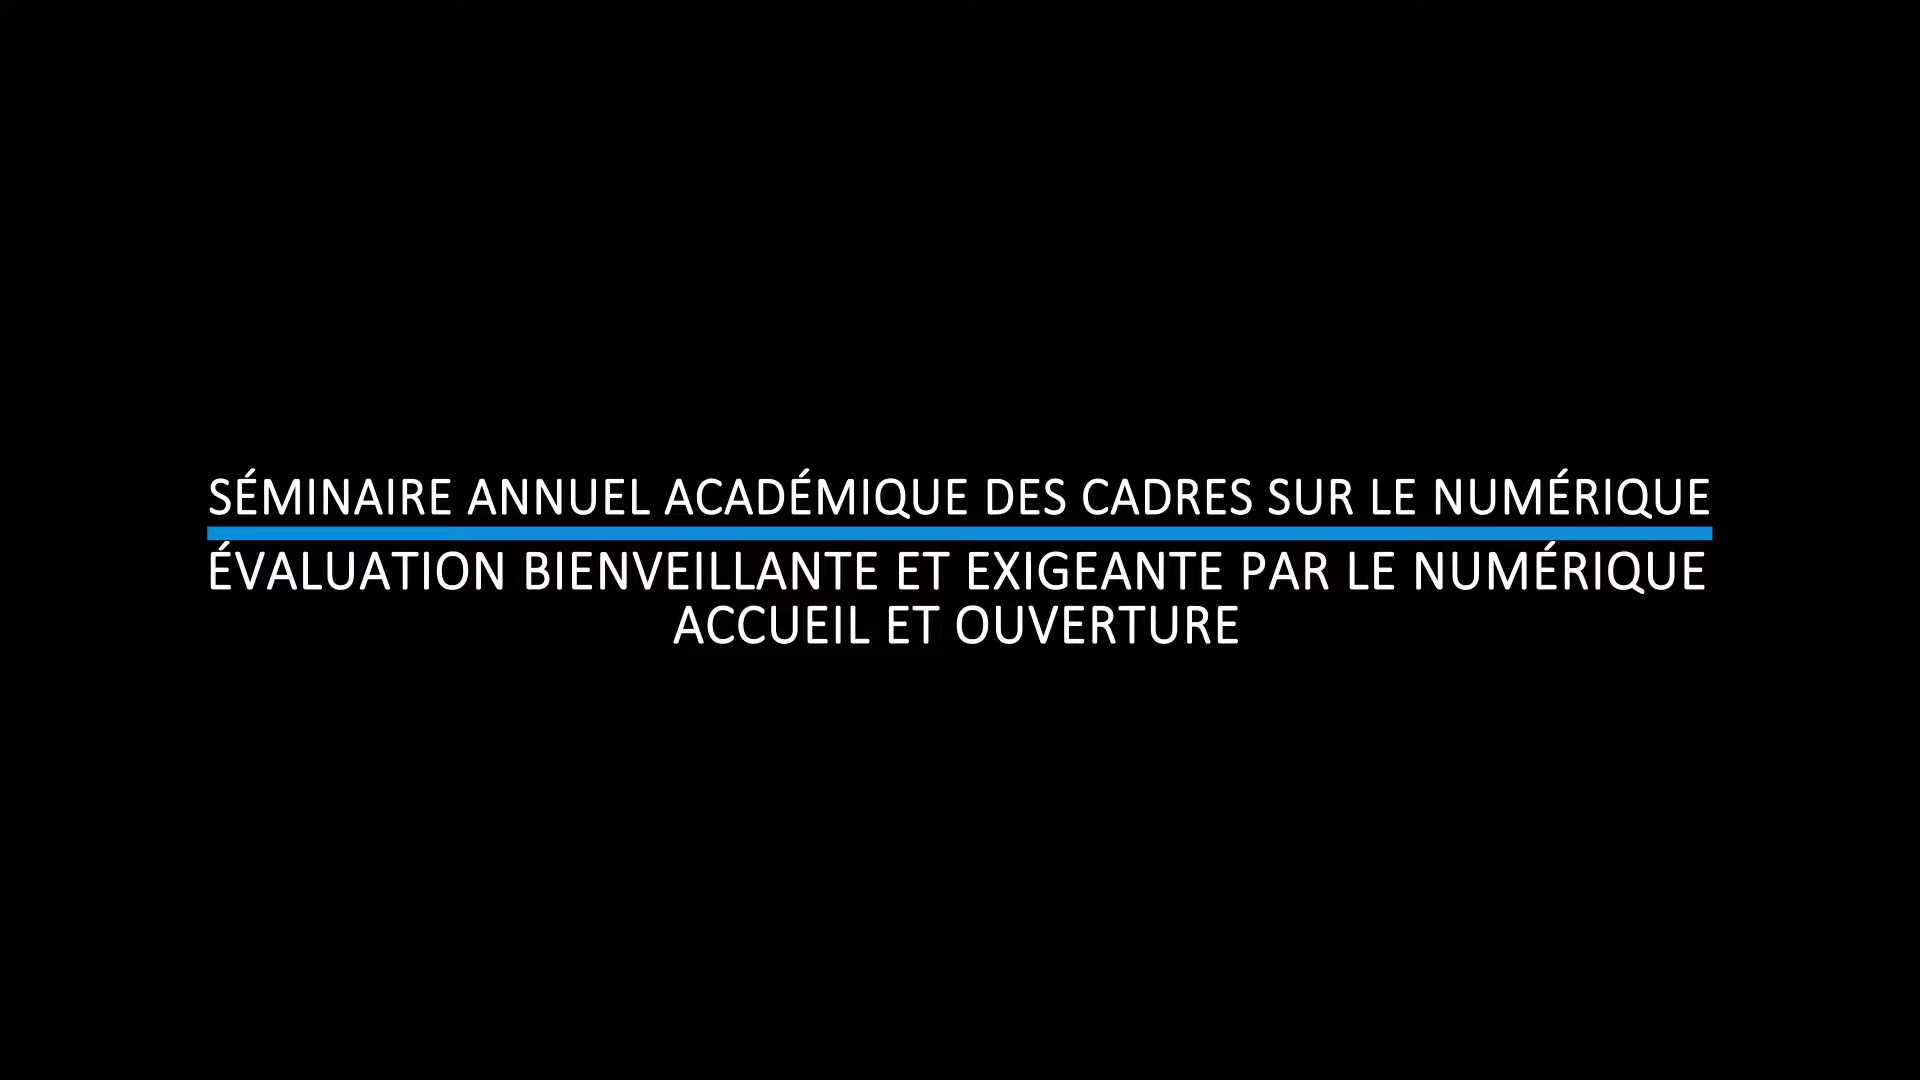 SÉMINAIRE ANNUEL ACADÉMIQUE DES CADRES SUR LE NUMÉRIQUE
ÉVALUATION BIENVEILLANTE ET EXIGEANTE PAR LE NUMÉRIQUE
ACCUEIL ET OUVERTURE